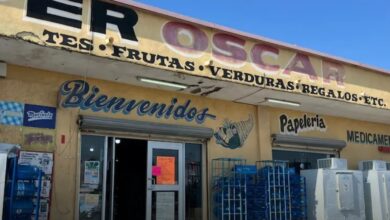 ER OSCAR
TES • FRUTAS • VERDURAS • REGALOS • ETC.
Bienvenidos
Papelería
MEDICAME